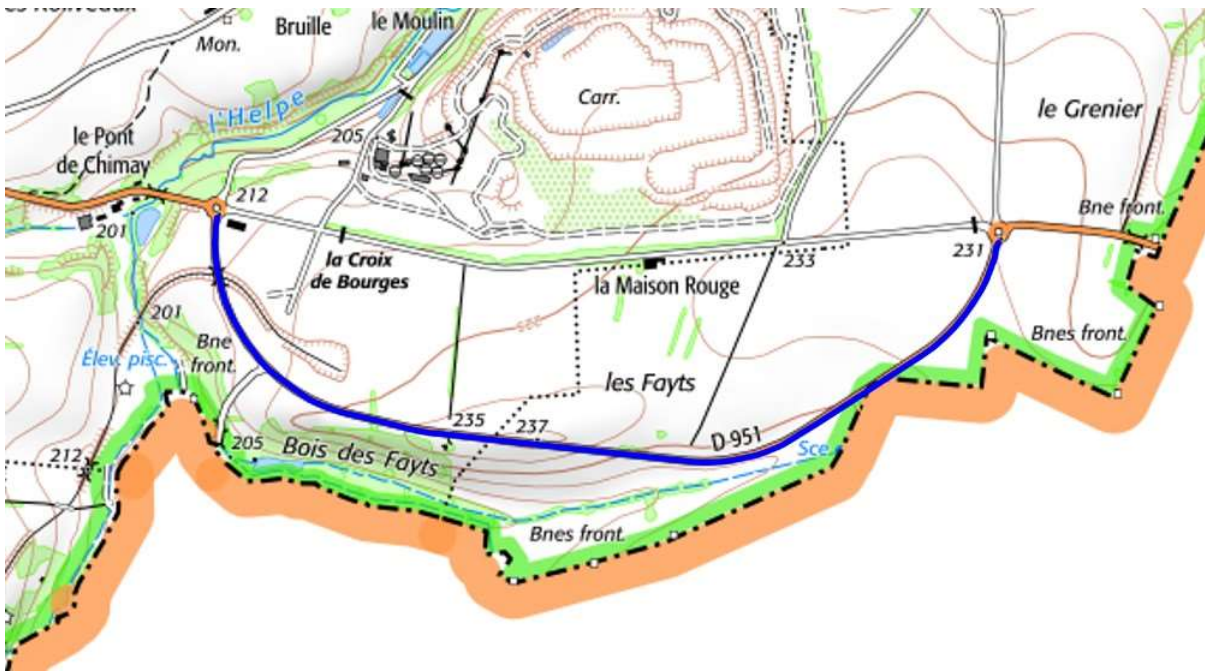 Mon.
Bruille
le Moulin
l'Helpe
Carr.
le Grenier
le Pont
de Chimay
205
212
201
Bne front.
la Croix
de Bourges
la Maison Rouge
233
231
201
Bne
front.
Élev. pisc.
Bnes front.
les Fayts
235
237
D-951
205
Bois des Fayts
Sce.
212
Bnes front.